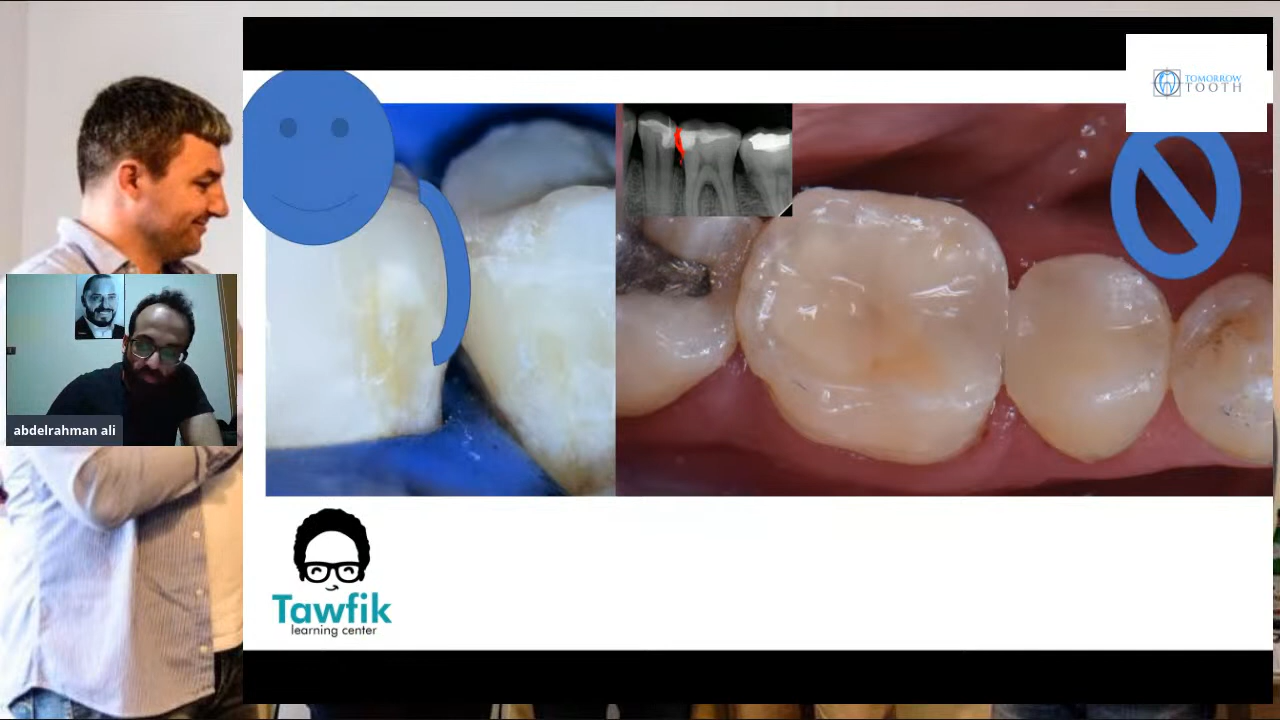 TOMORROW
TOOTH
abdelrahman ali
Tawfik
learning center